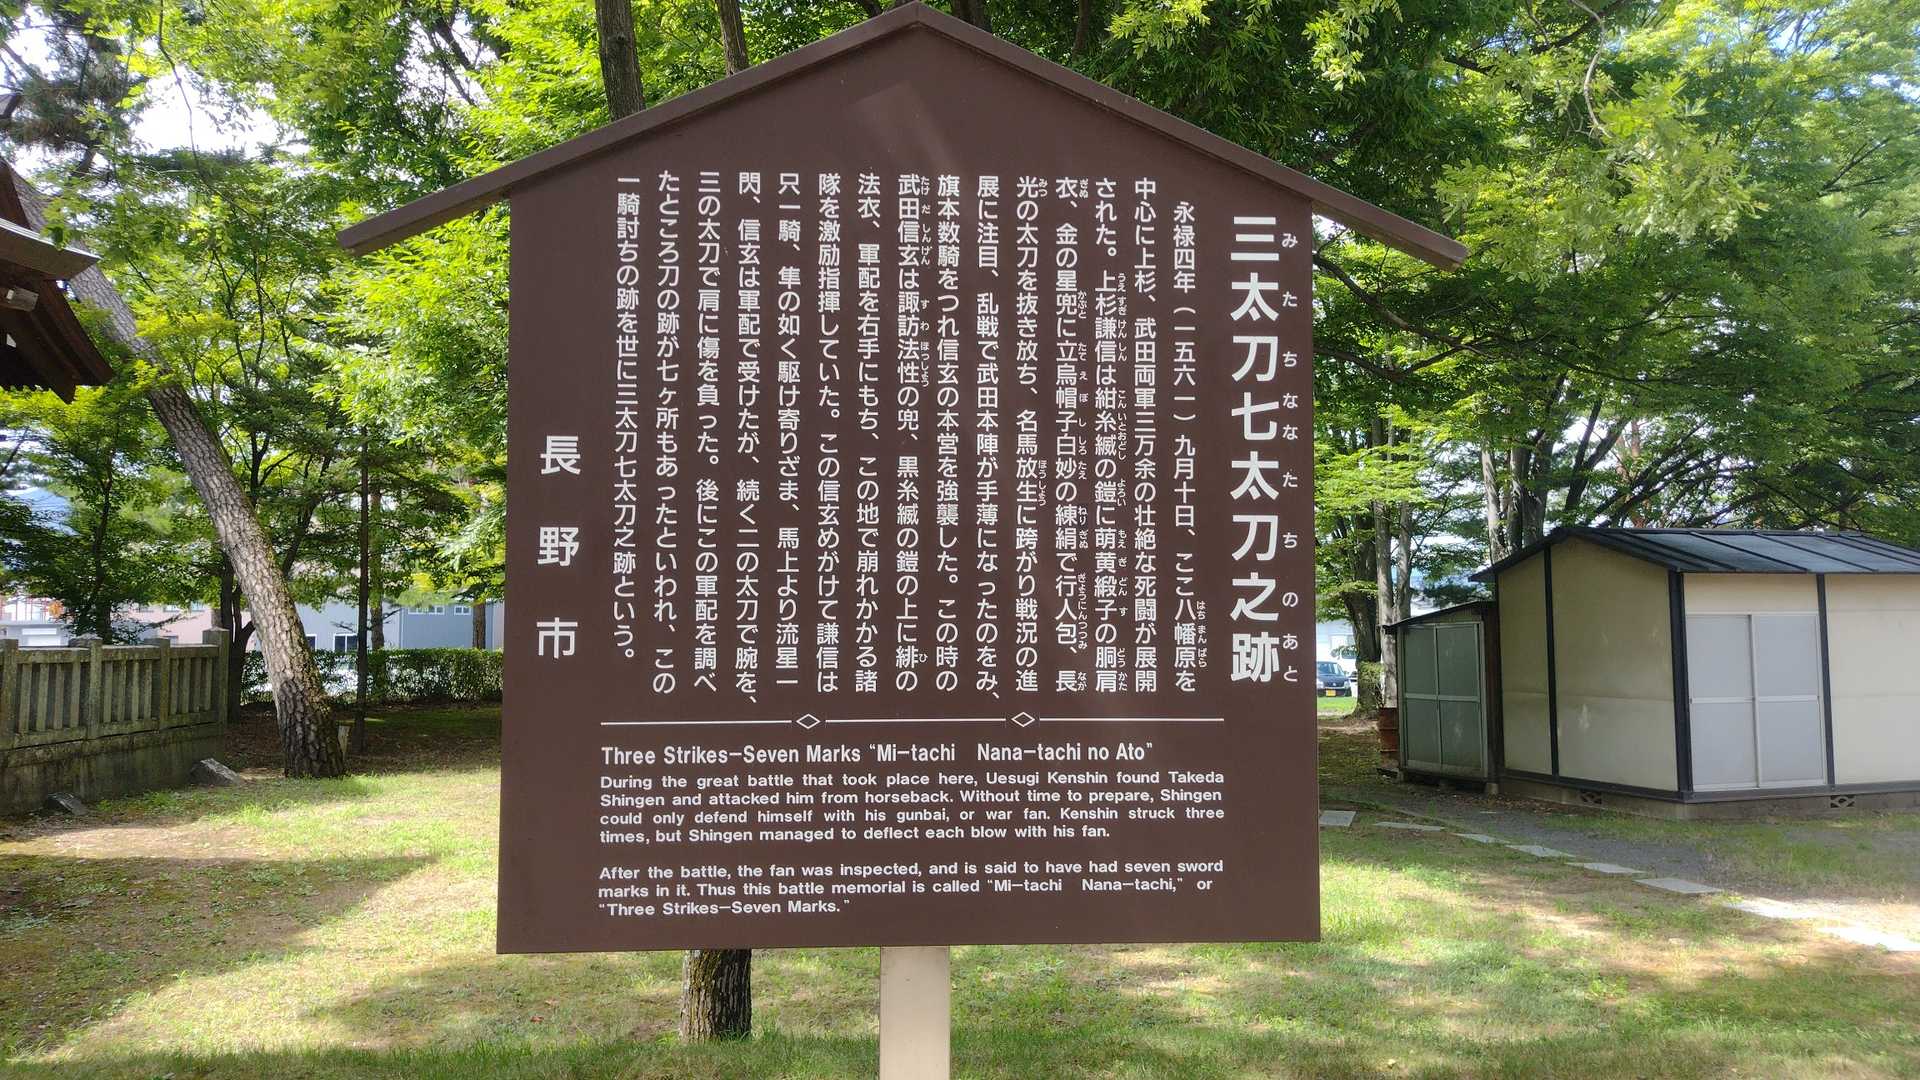 三太刀七太刀之跡
永禄四年（一五六一）九月十日、ここ八幡原を
中心に上杉、武田両軍三万余の壮絶な死闘が展開
された。上杉謙信は紺糸縅の鎧に萌黄緞子の胴肩
衣、金の星兜に立烏帽子白妙の練絹で行人包、長
光の太刀を抜き放ち、名馬放生に跨がり戦況の進
展に注目、乱戦で武田本陣が手薄になったのをみ、
旗本数騎をつれ信玄の本営を強襲した。この時の
武田信玄は諏訪法性の兜、黒糸縅の鎧の上に緋の
法衣、軍配を右手にもち、この地で崩れかかる諸
隊を激励指揮していた。この信玄めがけて謙信は
只一騎、隼の如く駆け寄りざま、馬上より流星一
閃、信玄は軍配で受けたが、続く二の太刀で腕を、
三の太刀で肩に傷を負った。後にこの軍配を調べ
たところ刀の跡が七ヶ所もあったといわれ、この
一騎討ちの跡を世に三太刀七太刀之跡という。
長野市
Three Strikes—Seven Marks “Mi—tachi　Nana—tachi no Ato”
During the great battle that took place here, Uesugi Kenshin found Takeda
Shingen and attacked him from horseback. Without time to prepare, Shingen
could only defend himself with his gunbai, or war fan. Kenshin struck three
times, but Shingen managed to deflect each blow with his fan.
After the battle, the fan was inspected, and is said to have had seven sword
marks in it. Thus this battle memorial is called “Mi—tachi　Nana—tachi,” or
“Three Strikes—Seven Marks.”